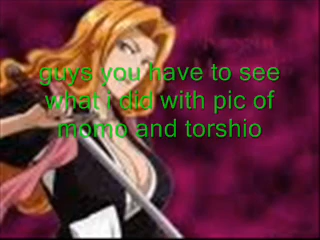 guys you have to see
what i did with pic of
momo and torshio